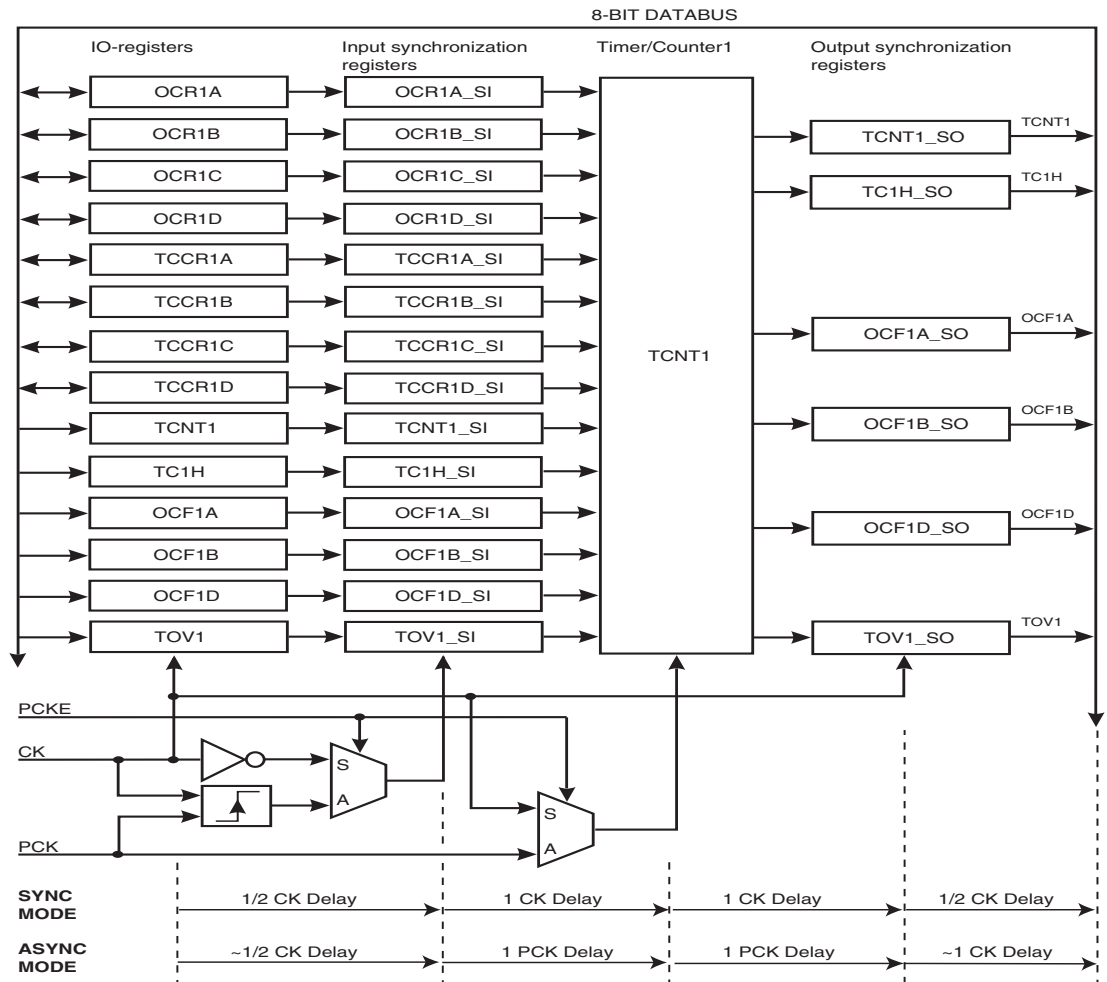 8-BIT DATABUS
IO-registers
Input synchronization
registers
Timer/Counter1
Output synchronization
registers
OCR1A
OCR1A_SI
OCR1B
OCR1B_SI
TCNT1_SO
TCNT1
OCR1C
OCR1C_SI
TC1H_SO
TC1H
OCR1D
OCR1D_SI
TCCR1A
TCCR1A_SI
TCCR1B
TCCR1B_SI
OCF1A_SO
OCF1A
TCCR1C
TCCR1C_SI
TCNT1
TCCR1D
TCCR1D_SI
TCNT1
TCNT1_SI
OCF1B_SO
OCF1B
TC1H
TC1H_SI
OCF1A
OCF1A_SI
OCF1D_SO
OCF1D
OCF1B
OCF1B_SI
OCF1D
OCF1D_SI
TOV1
TOV1_SI
TOV1_SO
TOV1
PCKE
CK
S
A
S
A
PCK
SYNC
MODE
1/2 CK Delay
1 CK Delay
1 CK Delay
1/2 CK Delay
ASYNC
MODE
~1/2 CK Delay
1 PCK Delay
1 PCK Delay
~1 CK Delay